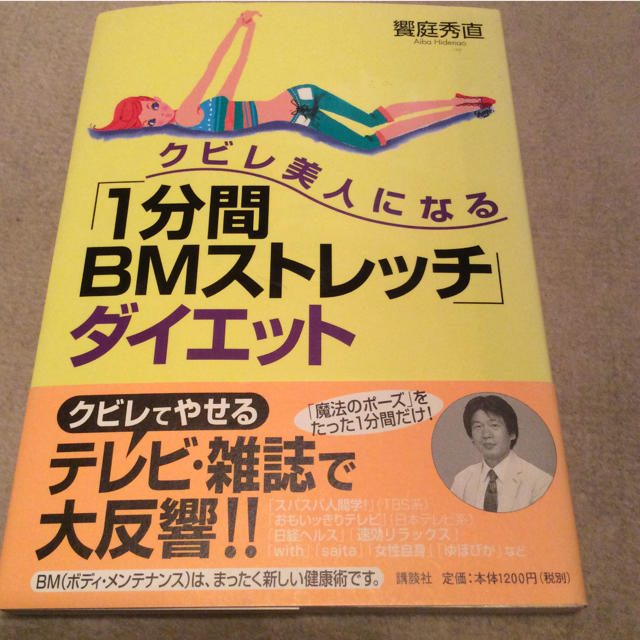 饗庭秀直
Aiba Hidenao
クビレ美人になる
「1分間
BMストレッチ」
ダイエット
クビレてやせる
「魔法のポーズ」を
たった1分間だけ!
テレビ・雑誌で
大反響!!
「スパスパ人間学!」(TBS系)
「おもいッきりテレビ」(日本テレビ系)
「日経ヘルス」「速効リラックス」
「with」「saita」「女性自身」「ゆほびか」など
BM(ボディ・メンテナンス)は、まったく新しい健康術です。
講談社 定価:本体1200円(税別)